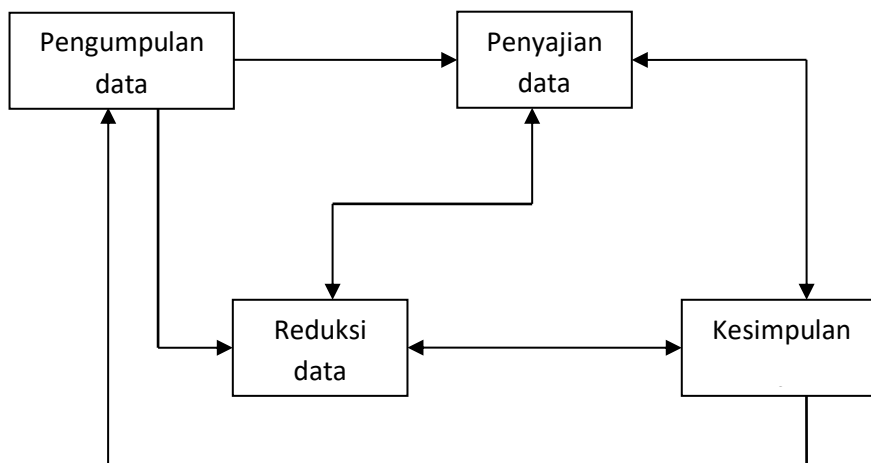 Pengumpulan
data
Penyajian
data
Reduksi
data
Kesimpulan